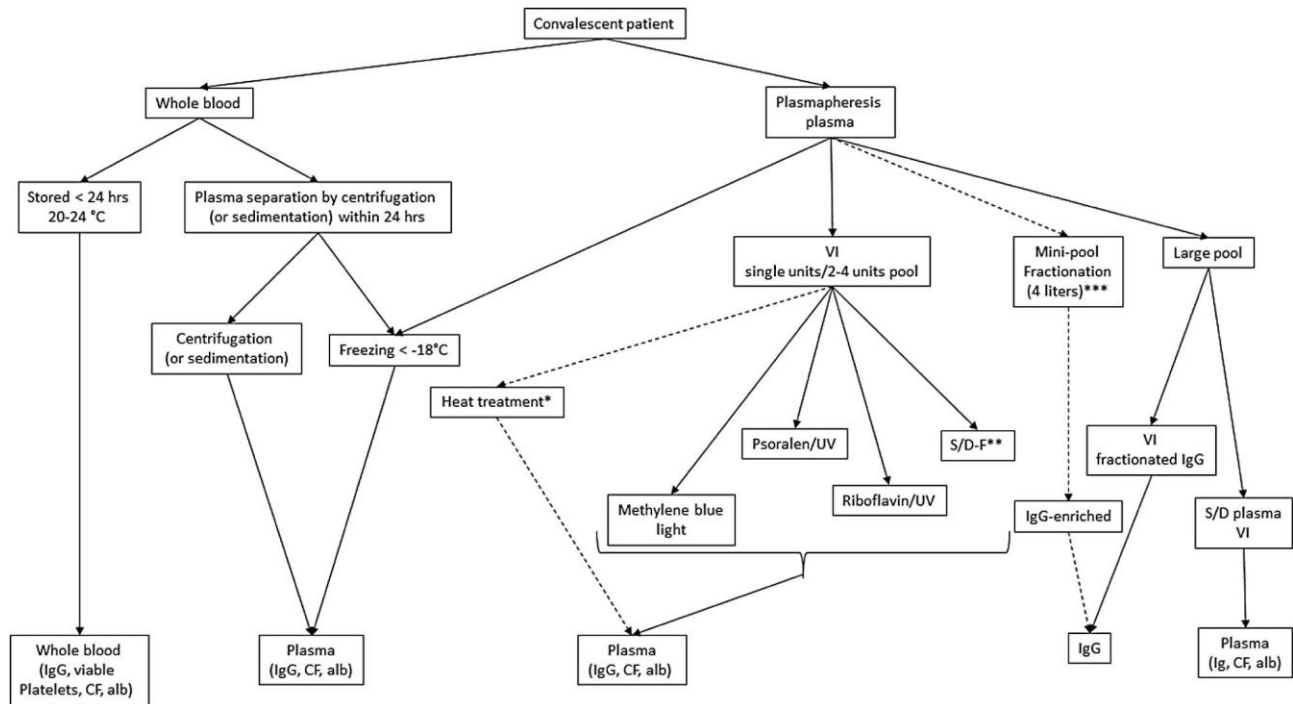 Convalescent patient
Whole blood
Plasmapheresis
plasma
Stored < 24 hrs
20-24 °C
Plasma separation by centrifugation
(or sedimentation) within 24 hrs
VI
single units/2-4 units pool
Mini-pool
Fractionation
(4 liters)***
Large pool
Centrifugation
(or sedimentation)
Freezing < -18°C
Heat treatment*
Psoralen/UV
S/D-F**
VI
fractionated IgG
Methylene blue
light
Riboflavin/UV
IgG-enriched
S/D plasma
VI
Whole blood
(IgG, viable
Platelets, CF, alb)
Plasma
(IgG, CF, alb)
Plasma
(IgG, CF, alb)
IgG
Plasma
(Ig, CF, alb)